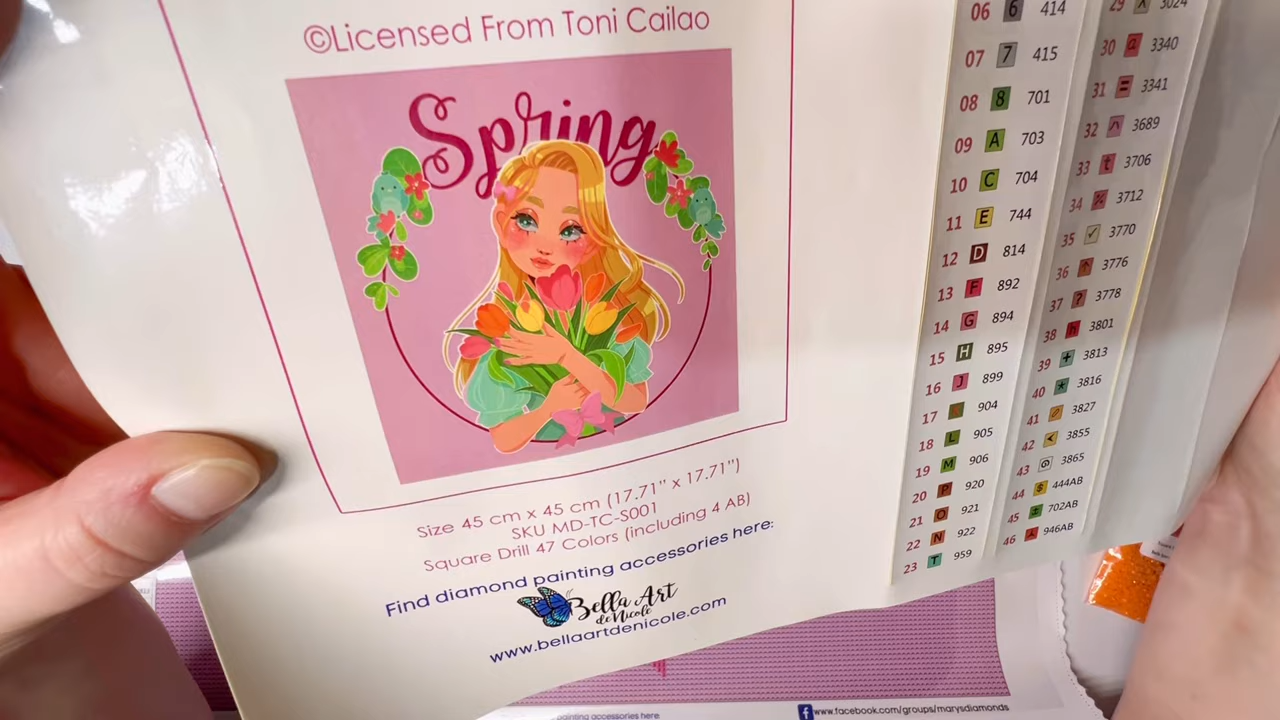 ©Licensed From Toni Cailao
Spring
Size 45 cm x 45 cm (17.71" x 17.71")
SKU MD-TC-S001
Square Drill 47 Colors (including 4 AB)
Find diamond painting accessories here:
Bella Art
de Nicole
www.bellaartdenicole.com
06 6 414
07 7 415
08 8 701
09 A 703
10 C 704
11 E 744
12 D 814
13 F 892
14 G 894
15 H 895
16 J 899
17 K 904
18 L 905
19 M 906
20 P 920
21 O 921
22 N 922
23 T 959
29 ^ 3024
30 a 3340
31 = 3341
32 ^ 3689
33 t 3706
34 % 3712
35 ✓ 3770
36 ↑ 3776
37 ? 3778
38 h 3801
39 + 3813
40 * 3816
41 3827
42 < 3855
43 3865
44 $ 444AB
45 ± 702AB
46 946AB
painting accessories here
www.facebook.com/groups/marysdiamonds